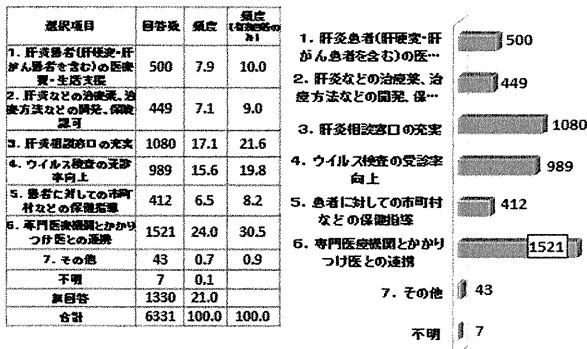 選択項目 回答数 頻度 頻度
(有効回答のみ)
1. 肝炎患者(肝硬変・肝
がん患者を含む)の医療
費・生活支援 500 7.9 10.0
2. 肝炎などの治療薬、治
療方法などの開発、保険
認可 449 7.1 9.0
3. 肝炎相談窓口の充実 1080 17.1 21.6
4. ウイルス検査の受診
率向上 989 15.6 19.8
5. 患者に対しての市町
村などの保健指導 412 6.5 8.2
6. 専門医療機関とかかり
つけ医との連携 1521 24.0 30.5
7. その他 43 0.7 0.9
不明 7 0.1
無回答 1330 21.0
合計 6331 100.0 100.0
1. 肝炎患者(肝硬変・肝
がん患者を含む)の医…
500
2. 肝炎などの治療薬、治
療方法などの開発、保…
449
3. 肝炎相談窓口の充実
1080
4. ウイルス検査の受診率
向上
989
5. 患者に対しての市町村
などの保健指導
412
6. 専門医療機関とかかり
つけ医との連携
1521
7. その他
43
不明
7